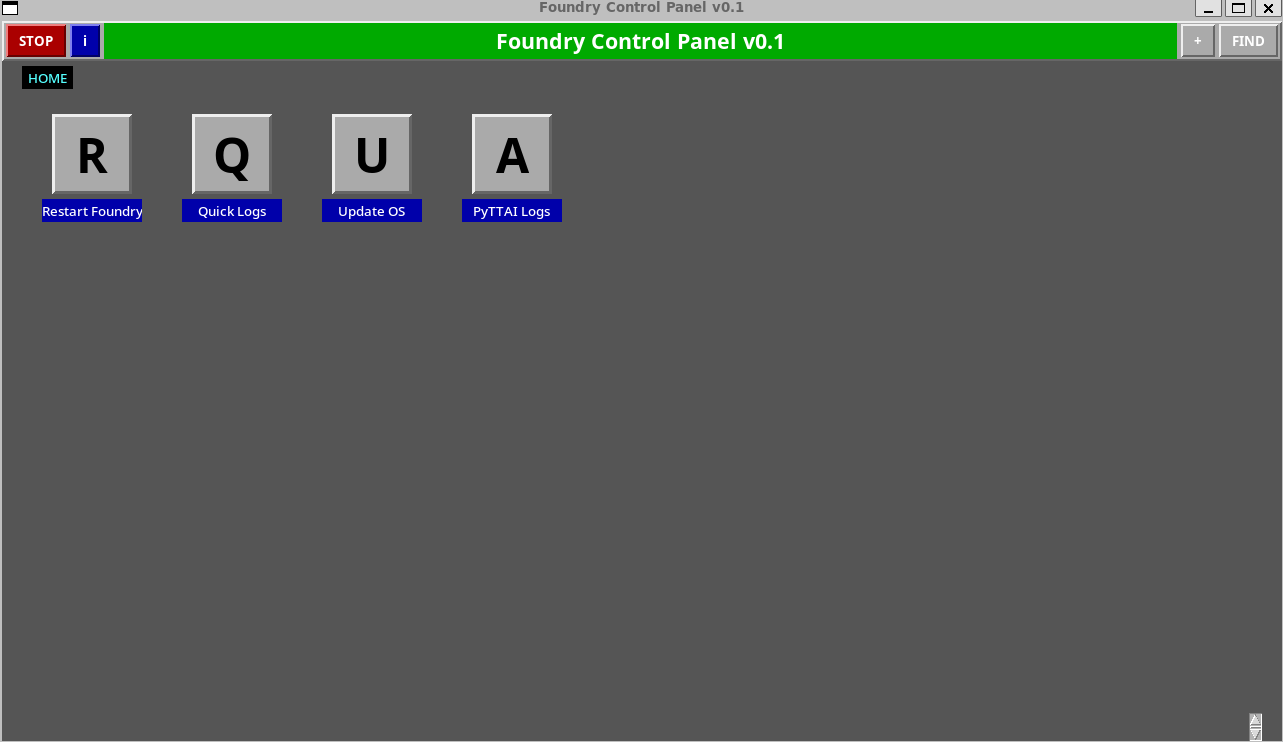 Foundry Control Panel v0.1
STOP i Foundry Control Panel v0.1 + FIND
HOME
R Q U A
Restart Foundry Quick Logs Update OS PyTTAI Logs